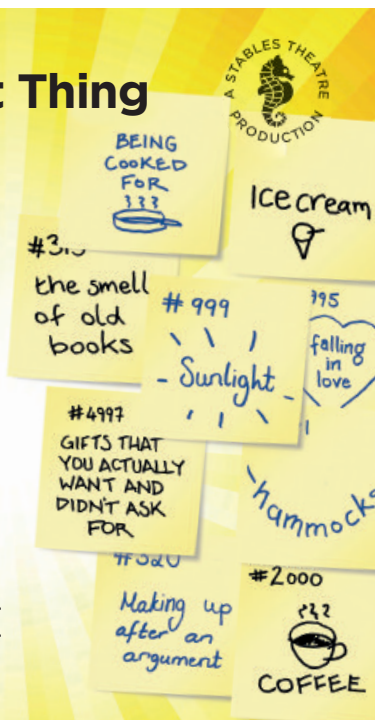 Thing
A STABLES THEATRE PRODUCTION
BEING
COOKED
FOR
Ice cream
the smell
of old
books
#999
Sunlight
falling
in
love
hammocks
#4997
GIFTS THAT
YOU ACTUALLY
WANT AND
DIDN'T ASK
FOR
Making up
after an
argument
#2000
COFFEE